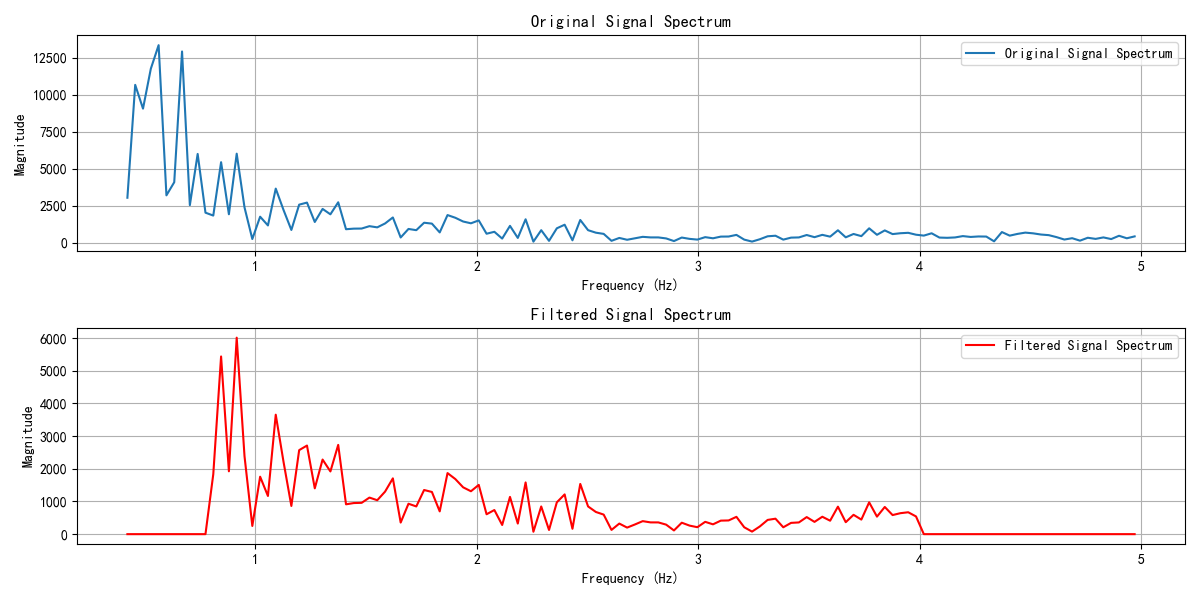 Original Signal Spectrum
Original Signal Spectrum
12500
10000
7500
5000
2500
0
Magnitude
1 2 3 4 5
Frequency (Hz)
Filtered Signal Spectrum
Filtered Signal Spectrum
6000
5000
4000
3000
2000
1000
0
Magnitude
1 2 3 4 5
Frequency (Hz)